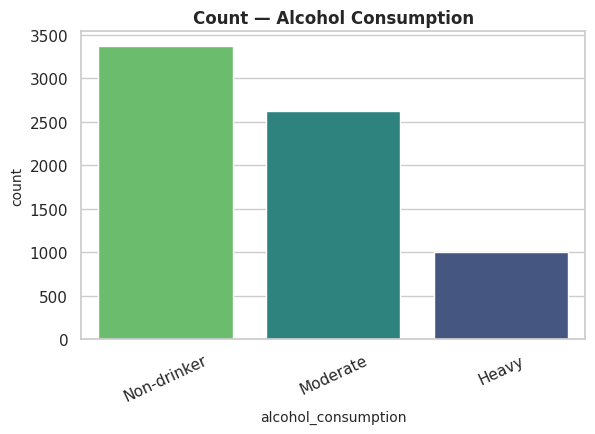 Count — Alcohol Consumption
count
3500
3000
2500
2000
1500
1000
500
0
Non-drinker
Moderate
Heavy
alcohol_consumption